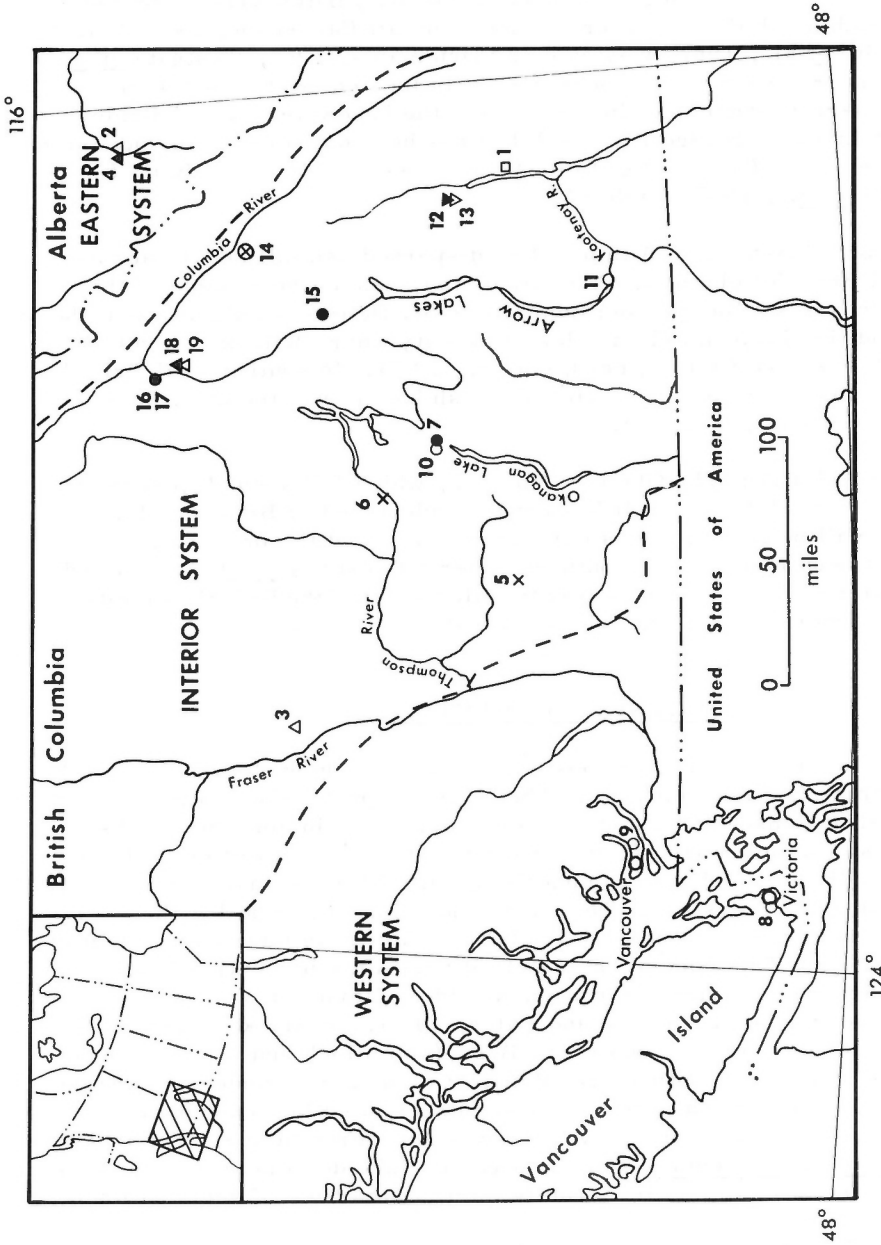 116°
48°
Alberta
EASTERN
SYSTEM
4 2
Columbia River
14
15
16
17
18
19
12
13
1
Kootenay R.
11
Arrow Lakes
British Columbia
INTERIOR SYSTEM
6
10 7
Okanagan Lake
5
Thompson River
3
Fraser River
United States of America
0 50 100
miles
WESTERN
SYSTEM
9
Vancouver
8
Victoria
Vancouver Island
124°
48°